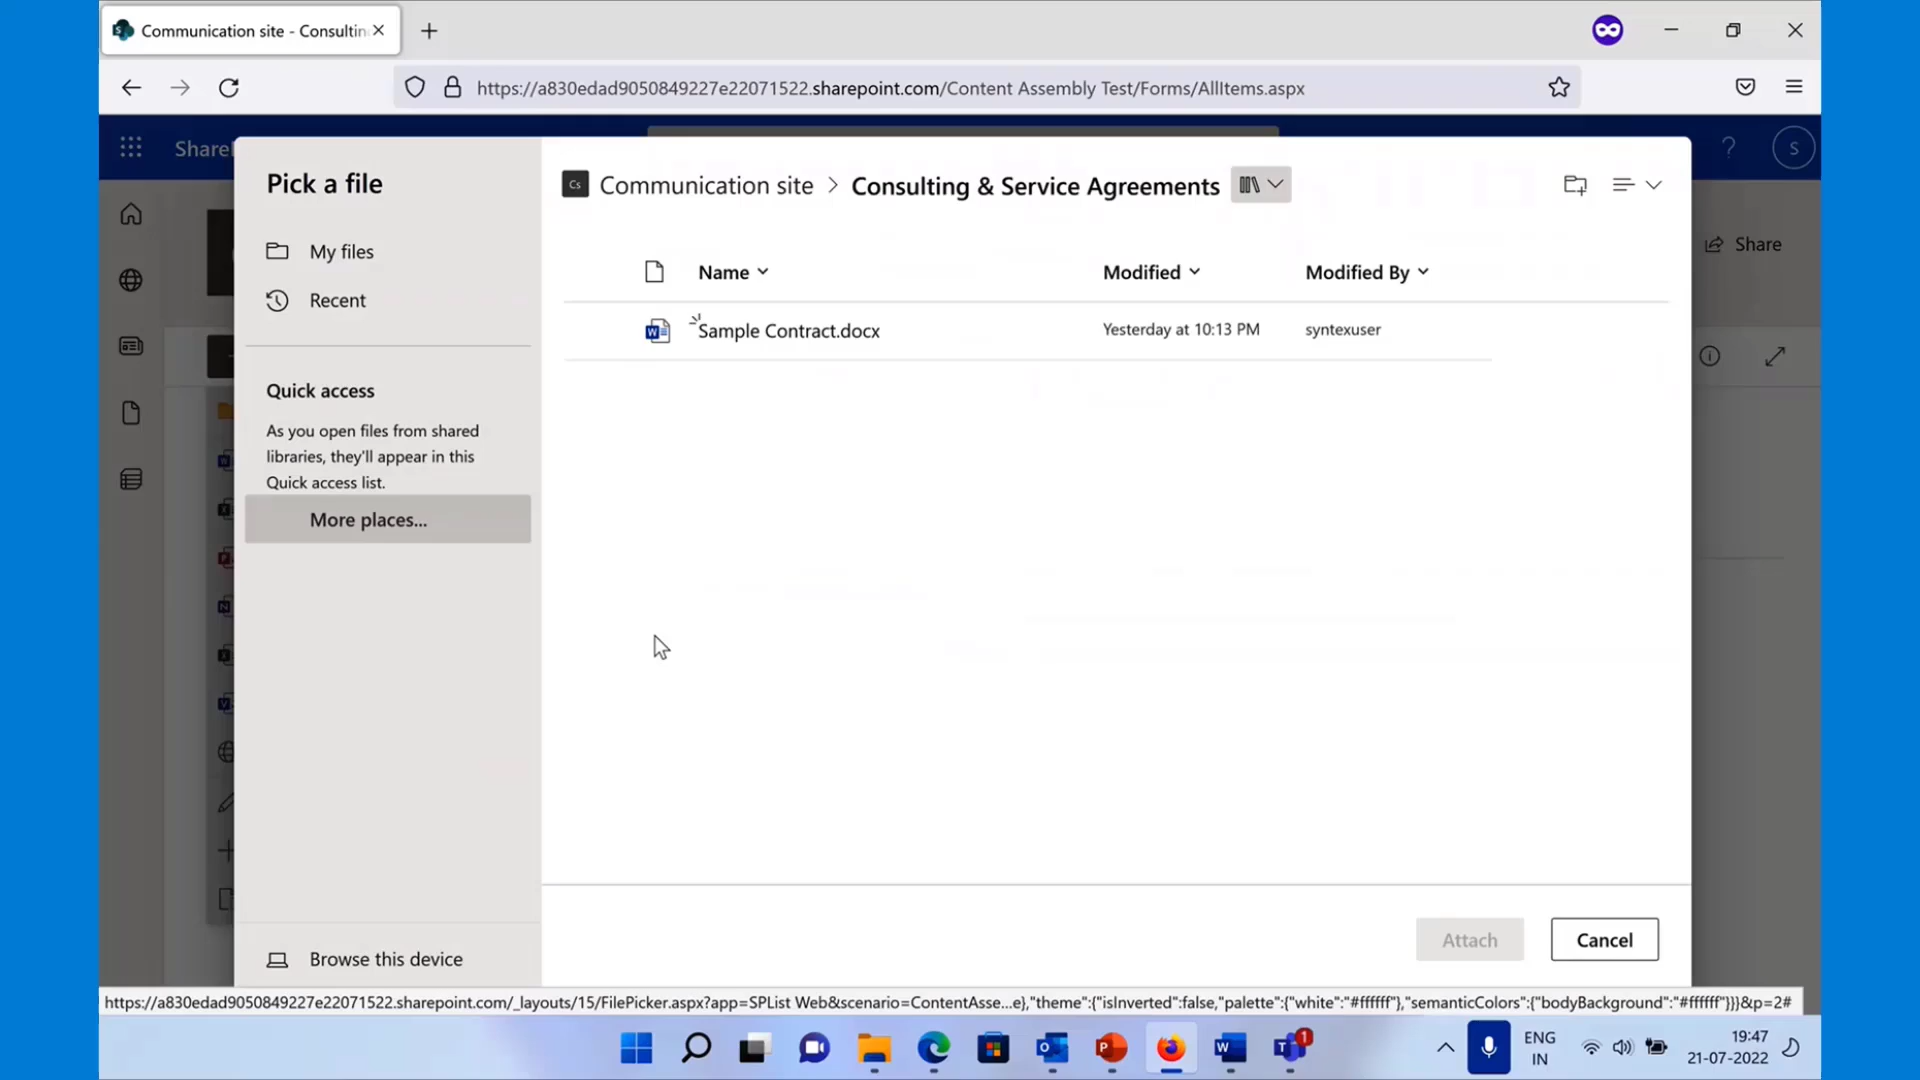 Communication site - Consultin
https://a830edad9050849227e22071522.sharepoint.com/Content Assembly Test/Forms/AllItems.aspx
S
Share
Pick a file
My files
Recent
Quick access
As you open files from shared
libraries, they'll appear in this
Quick access list.
More places...
Browse this device
Cs Communication site > Consulting & Service Agreements
Name Modified Modified By
Sample Contract.docx Yesterday at 10:13 PM syntexuser
Attach Cancel
Share
https://a830edad9050849227e22071522.sharepoint.com/_layouts/15/FilePicker.aspx?app=SPList Web&scenario=ContentAsse...e},"theme":{"isInverted":false,"palette":{"white":"#ffffff"},"semanticColors":{"bodyBackground":"#ffffff"}}}&p=2#
1
ENG
IN
19:47
21-07-2022